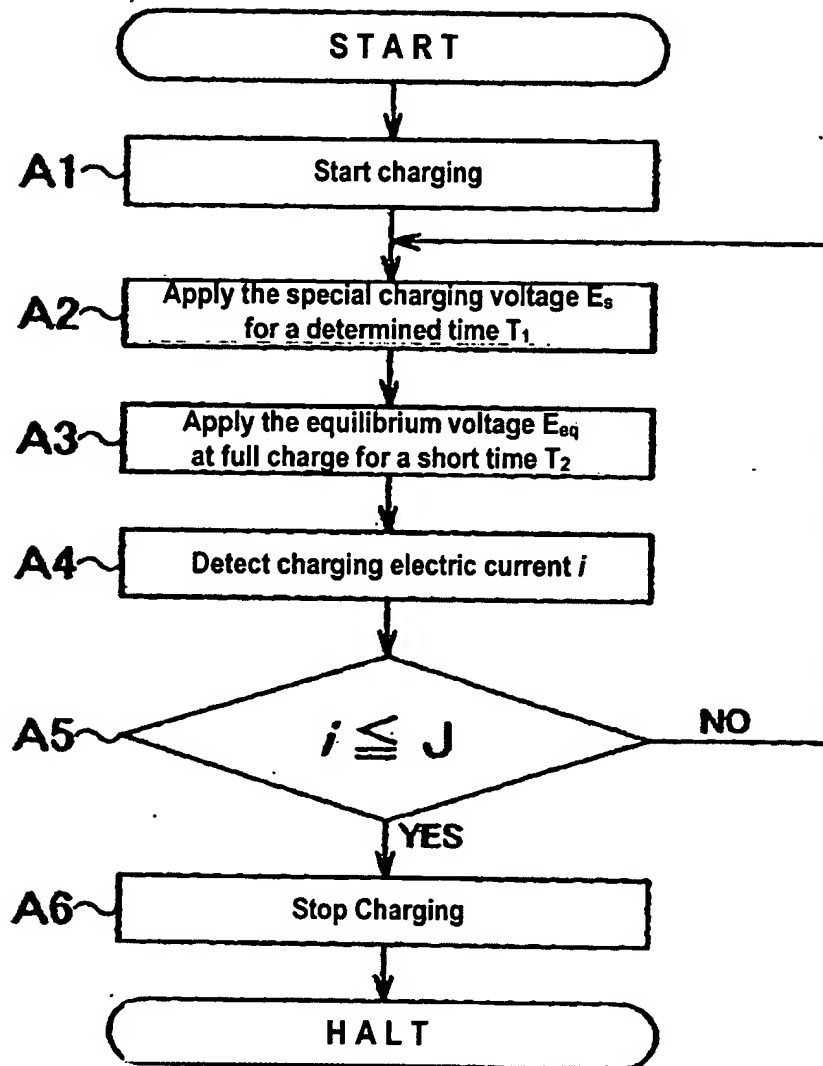 START
A1 Start charging
A2 Apply the special charging voltage Es
for a determined time T1
A3 Apply the equilibrium voltage Eeq
at full charge for a short time T2
A4 Detect charging electric current i
A5 i ≦ J
NO
YES
A6 Stop Charging
HALT